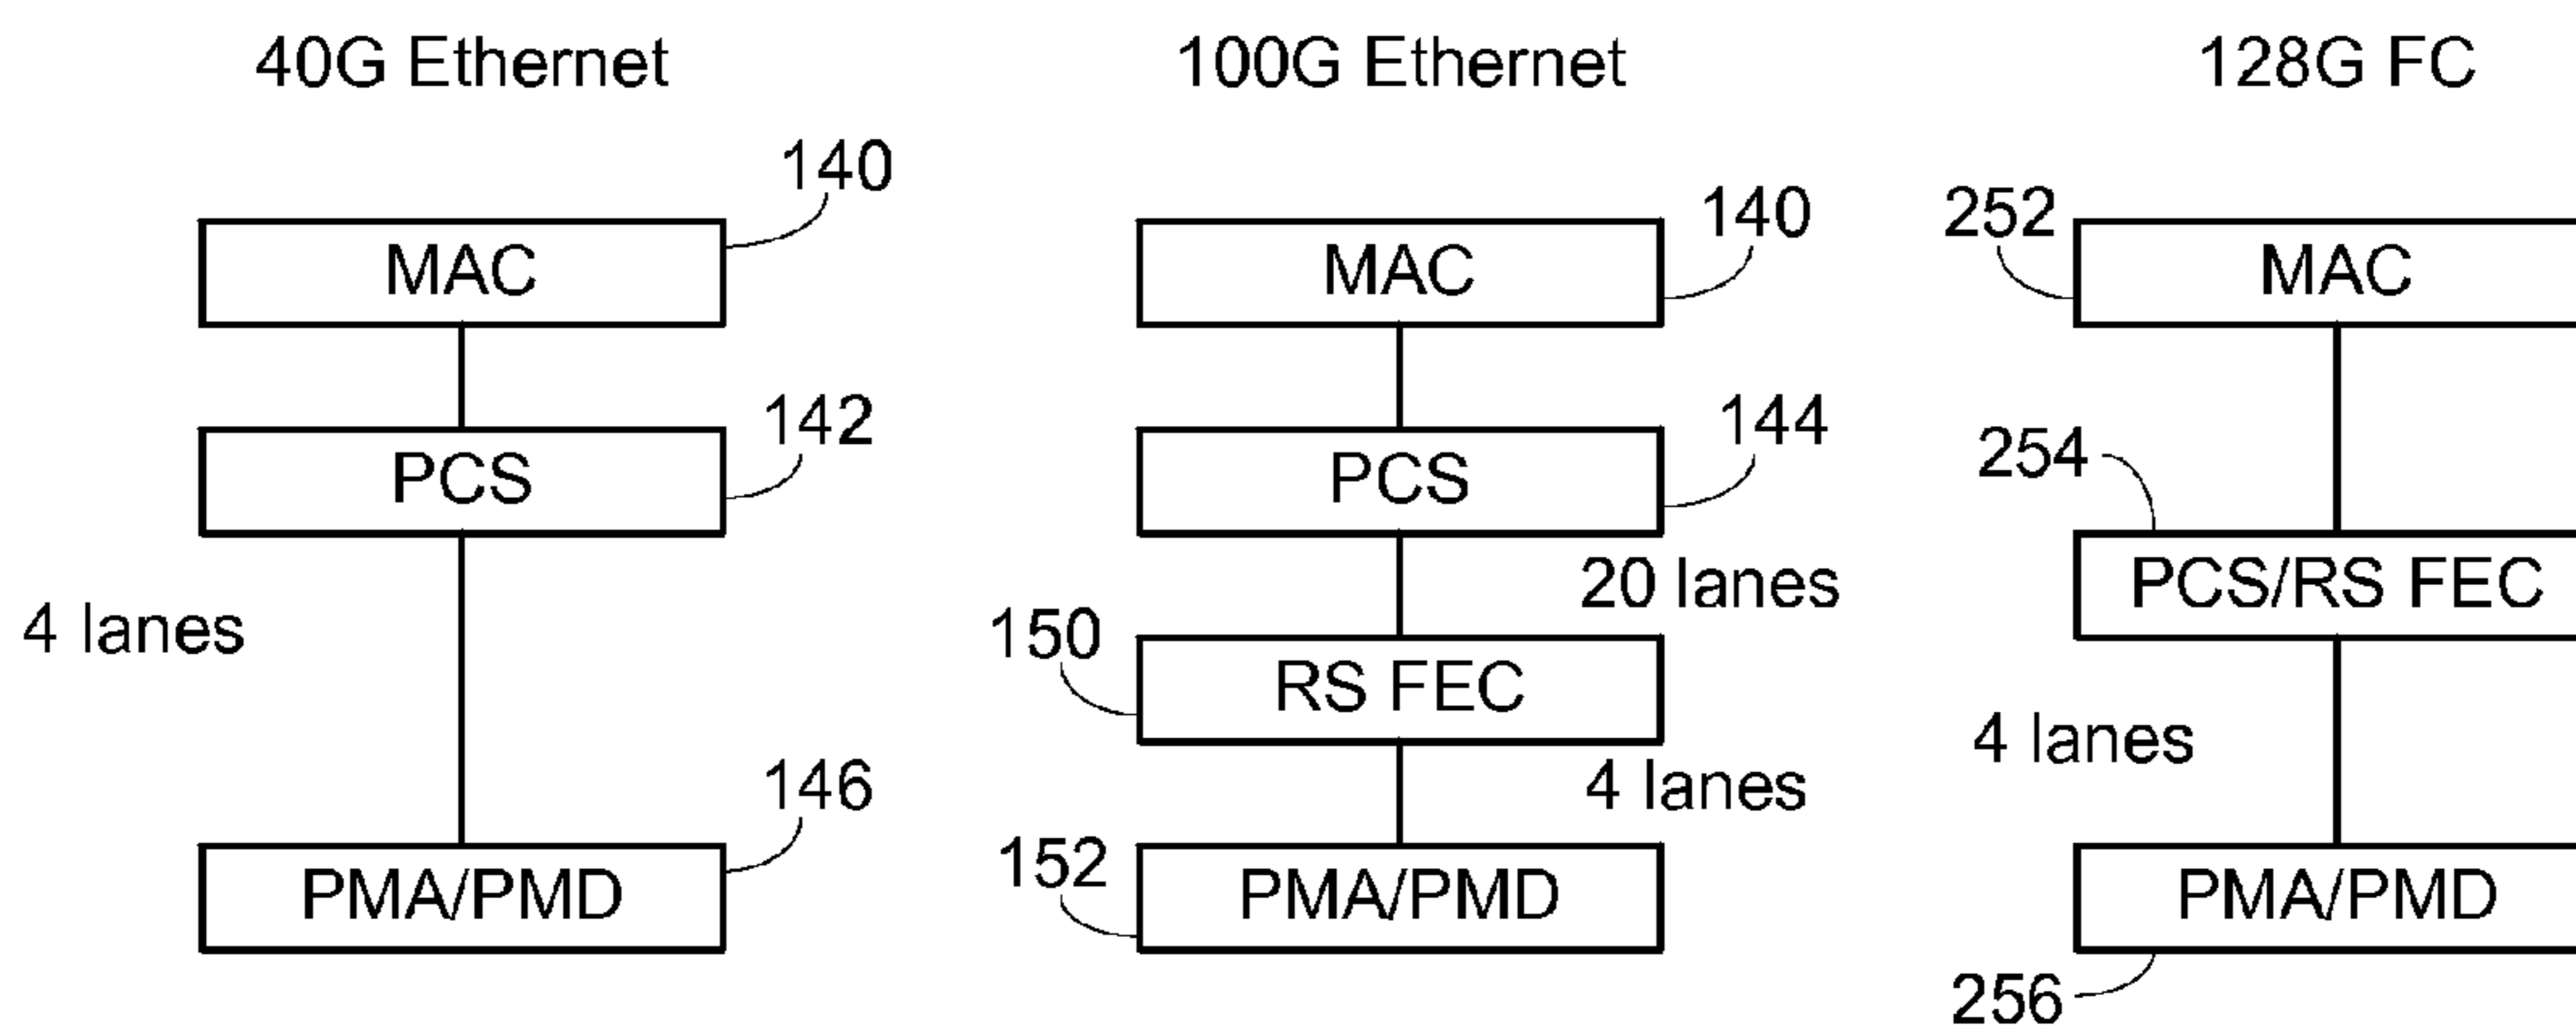 40G Ethernet
140
MAC
142
PCS
4 lanes
146
PMA/PMD
100G Ethernet
140
MAC
144
PCS
20 lanes
150
RS FEC
4 lanes
152
PMA/PMD
128G FC
252
MAC
254
PCS/RS FEC
4 lanes
PMA/PMD
256